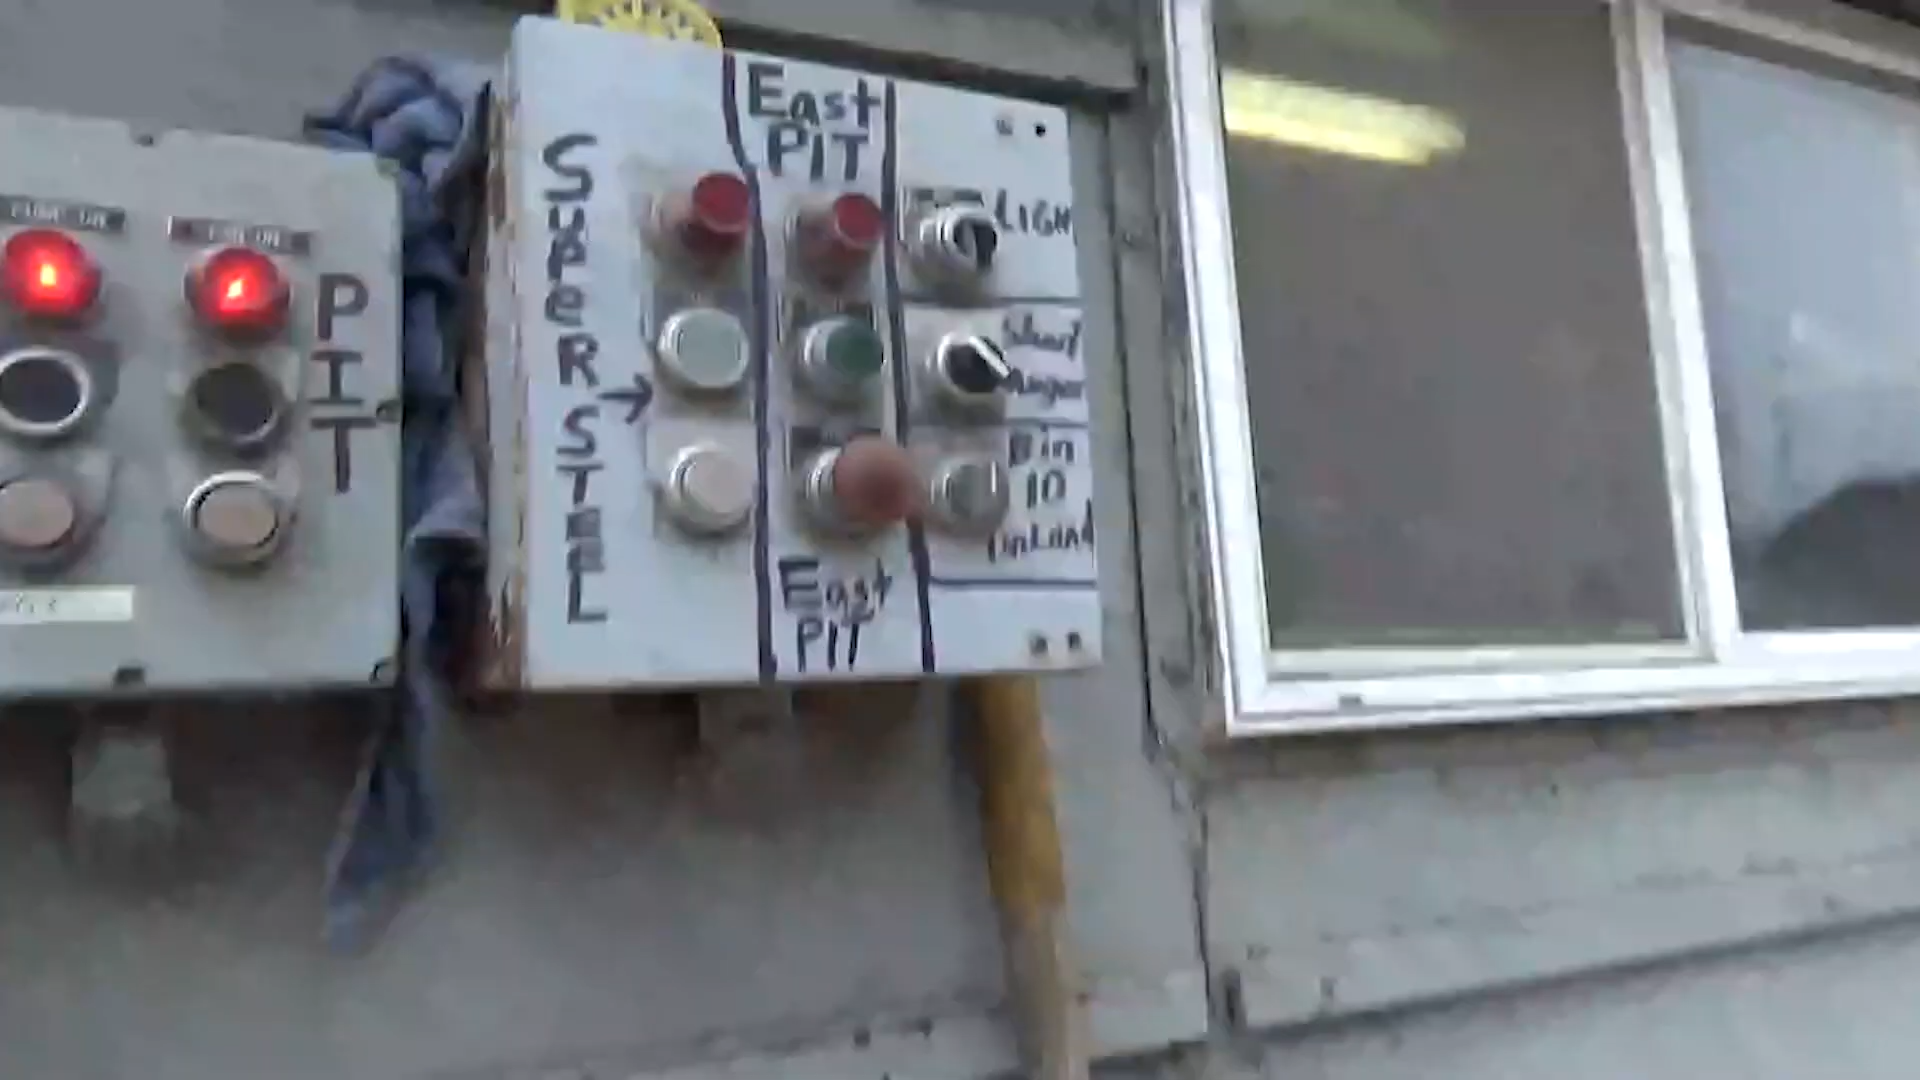 PIT
SUPER STEEL
East
PIT
LIGH
Short
Auger
Bin
10
UnLoad
East
PIT